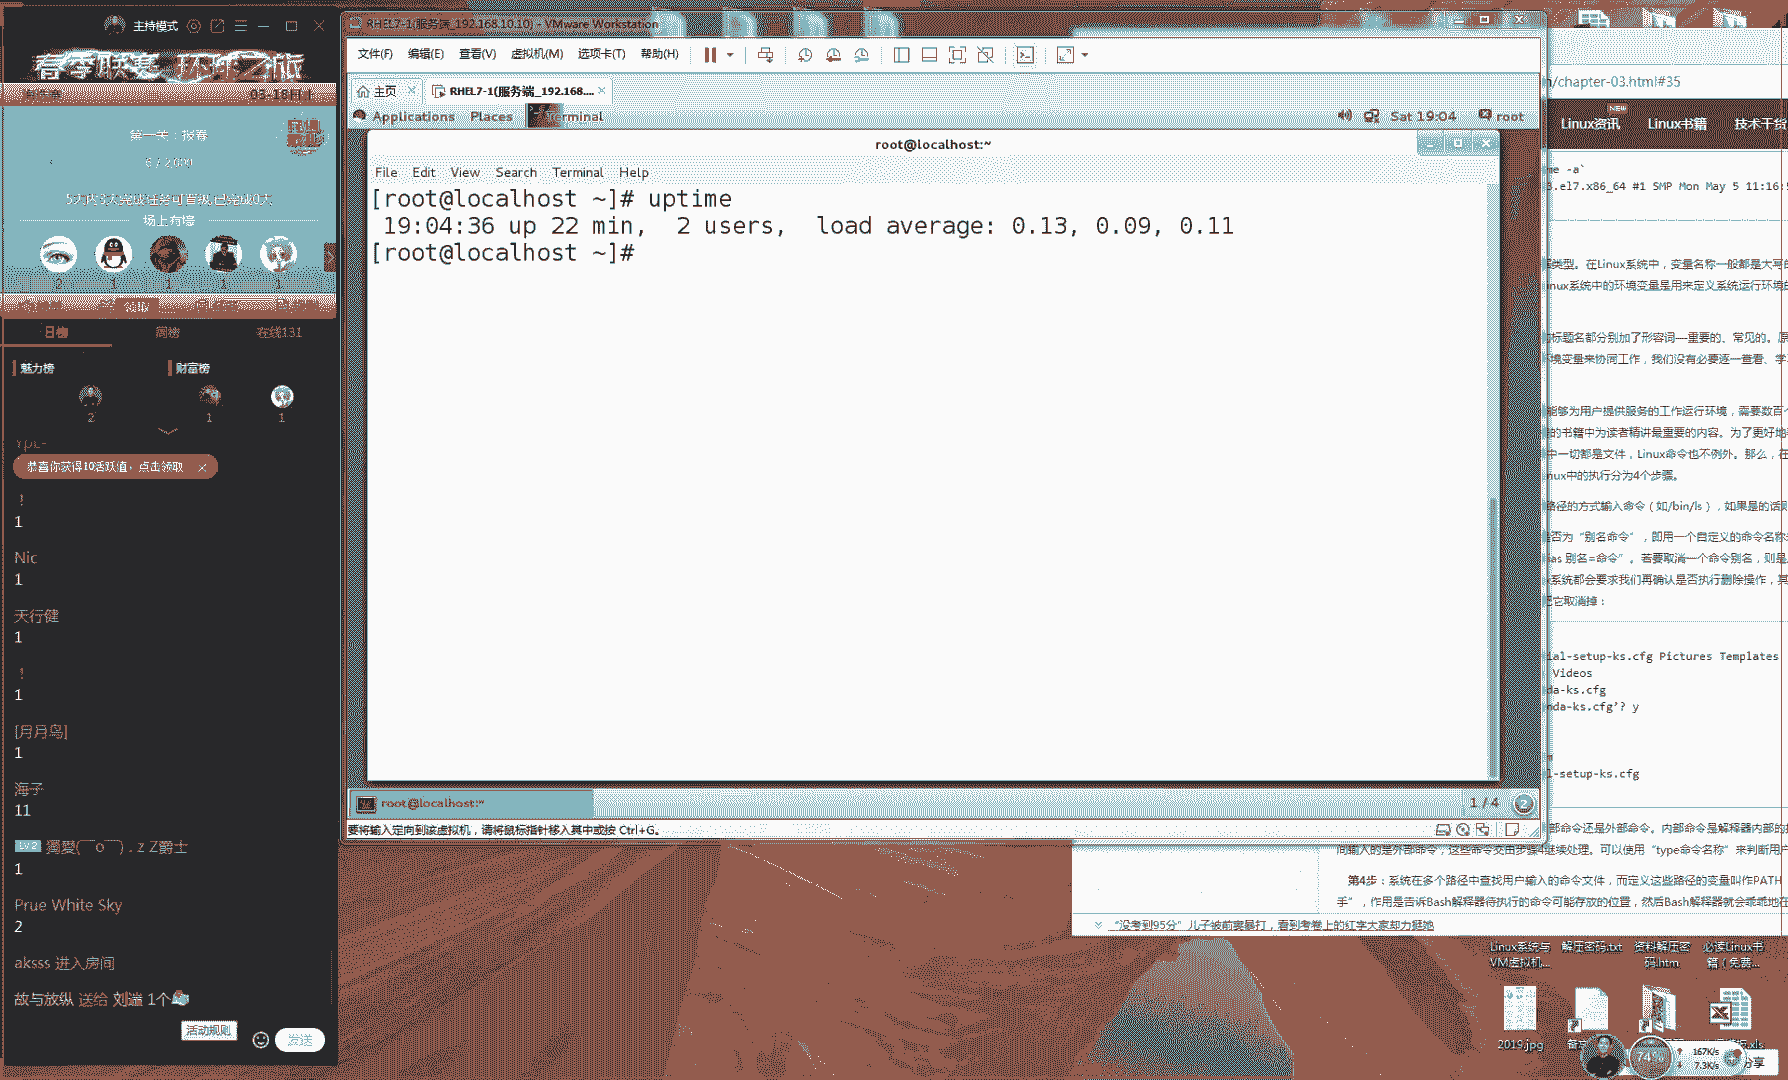 主持模式
春季联赛 环球之旅
第一关：报春
6 / 2,000
场上有壕
2
1
1
1
1
领取
日榜
周榜
在线131
魅力榜
财富榜
2
1
1
恭喜你获得10活跃值，点击领取
！
1
Nic
1
天行健
1
！
1
[月月鸟]
1
海子
11
1
Prue White Sky
2
aksss 进入房间
故与放纵 送给 刘遄 1个
活动规则
发送
RHEL7-1(服务端_192.168.10.10) - VMware Workstation
文件(F) 编辑(E) 查看(V) 虚拟机(M) 选项卡(T) 帮助(H)
主页
RHEL7-1(服务端_192.168....
Applications Places Terminal
Sat 19:04 root
root@localhost:~
File Edit View Search Terminal Help
[root@localhost ~]# uptime
19:04:36 up 22 min, 2 users, load average: 0.13, 0.09, 0.11
[root@localhost ~]#
root@localhost:~
1 / 4
要将输入定向到该虚拟机，请将鼠标指针移入其中或按 Ctrl+G。
/chapter-03.html#35
Linux资讯 NEW Linux书籍 技术干货
me -a`
3.el7.x86_64 #1 SMP Mon May 5 11:16:5
类型。在Linux系统中，变量名称一般都是大写的
nux系统中的环境变量是用来定义系统运行环境的
标题名都分别加了形容词—重要的、常见的。原
境变量来协同工作，我们没有必要逐一查看、学
能够为用户提供服务的工作运行环境，需要数百个
的书籍中为读者精讲最重要的内容。为了更好地
中一切都是文件，Linux命令也不例外。那么，在
nux中的执行分为4个步骤。
路径的方式输入命令（如/bin/ls），如果是的话则
是否为“别名命令”，即用一个自定义的命令名称
as 别名=命令”。若要取消一个命令别名，则是
系统都会要求我们再确认是否执行删除操作，其
把它取消掉：
ial-setup-ks.cfg Pictures Templates
Videos
da-ks.cfg
nda-ks.cfg’? y
l-setup-ks.cfg
部命令还是外部命令。内部命令是解释器内部的
间输入的是外部命令，这些命令交由步骤4继续处理。可以使用“type命令名称”来判断用户
第4步：系统在多个路径中查找用户输入的命令文件，而定义这些路径的变量叫作PATH
手”，作用是告诉Bash解释器待执行的命令可能存放的位置，然后Bash解释器就会乖乖地在
“没考到95分”儿子被前妻暴打，看到考卷上的红字大家却力挺她
Linux系统与VM虚拟机...
解压密码.txt
资料解压密码.htm
必读Linux书籍（免费...
2019.jpg
74%
167K/s
7.3K/s